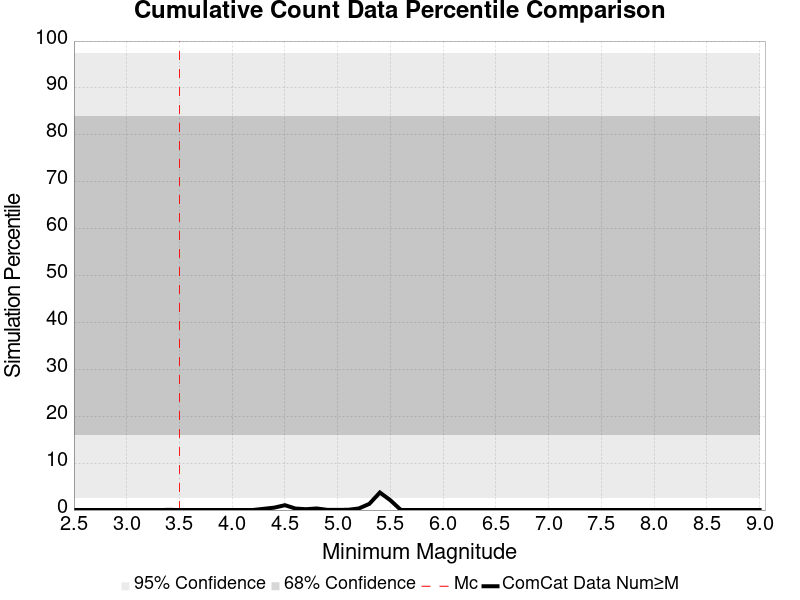 Cumulative Count Data Percentile Comparison
100
90
80
70
60
50
40
30
20
10
0
Simulation Percentile
2.5 3.0 3.5 4.0 4.5 5.0 5.5 6.0 6.5 7.0 7.5 8.0 8.5 9.0
Minimum Magnitude
95% Confidence 68% Confidence Mc ComCat Data Num≥M